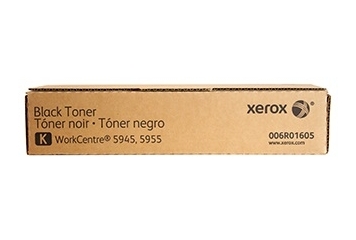 Black Toner
Tóner noir • Tóner negro
K WorkCentre® 5945, 5955
xerox
006R01605
www.xerox.com